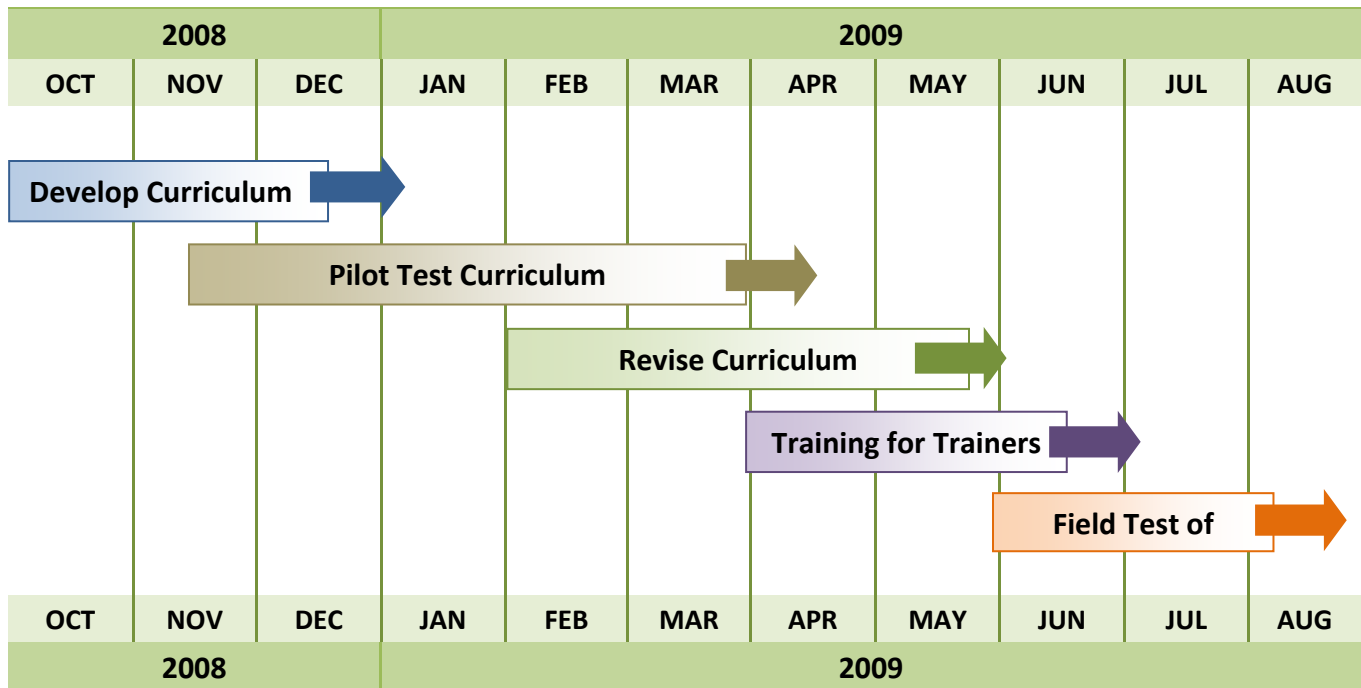 2008 2009
OCT NOV DEC JAN FEB MAR APR MAY JUN JUL AUG
Develop Curriculum
Pilot Test Curriculum
Revise Curriculum
Training for Trainers
Field Test of
OCT NOV DEC JAN FEB MAR APR MAY JUN JUL AUG
2008 2009